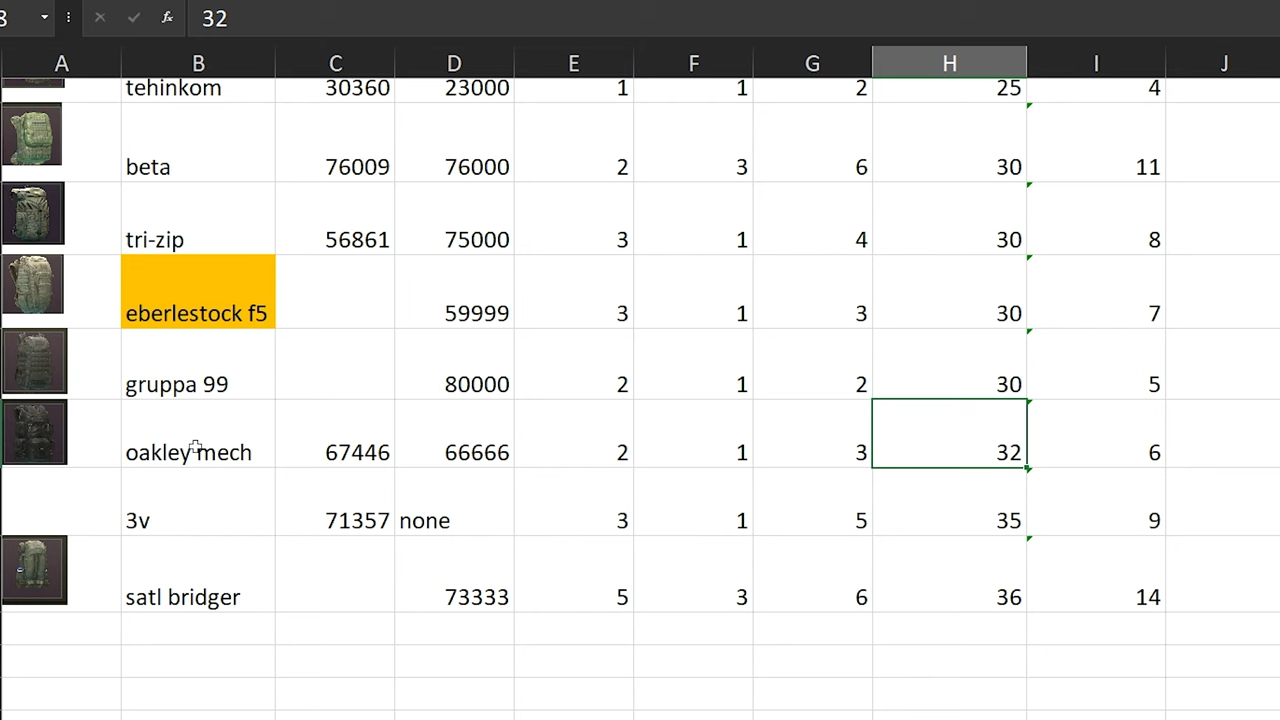 8 fx 32
A B C D E F G H I J
tehinkom 30360 23000 1 1 2 25 4
beta 76009 76000 2 3 6 30 11
tri-zip 56861 75000 3 1 4 30 8
eberlestock f5 59999 3 1 3 30 7
gruppa 99 80000 2 1 2 30 5
oakley mech 67446 66666 2 1 3 32 6
3v 71357 none 3 1 5 35 9
satl bridger 73333 5 3 6 36 14